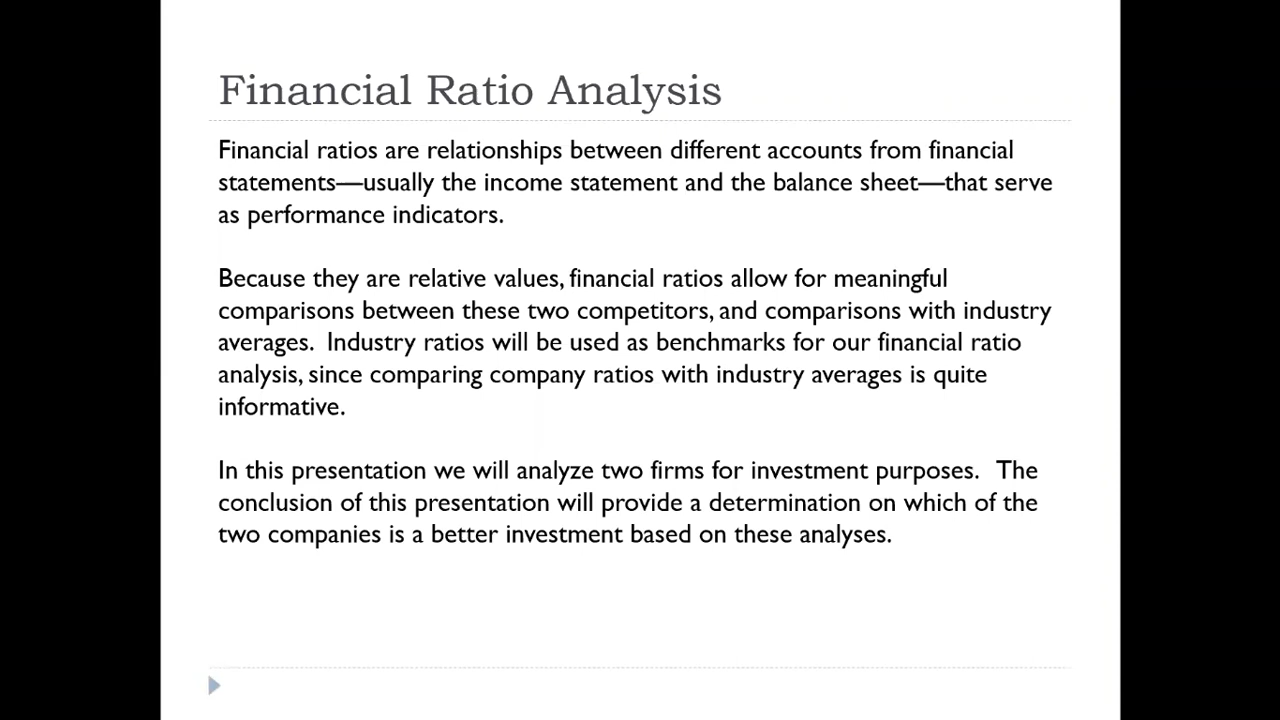 Financial Ratio Analysis
Financial ratios are relationships between different accounts from financial
statements—usually the income statement and the balance sheet—that serve
as performance indicators.
Because they are relative values, financial ratios allow for meaningful
comparisons between these two competitors, and comparisons with industry
averages.  Industry ratios will be used as benchmarks for our financial ratio
analysis, since comparing company ratios with industry averages is quite
informative.
In this presentation we will analyze two firms for investment purposes.  The
conclusion of this presentation will provide a determination on which of the
two companies is a better investment based on these analyses.